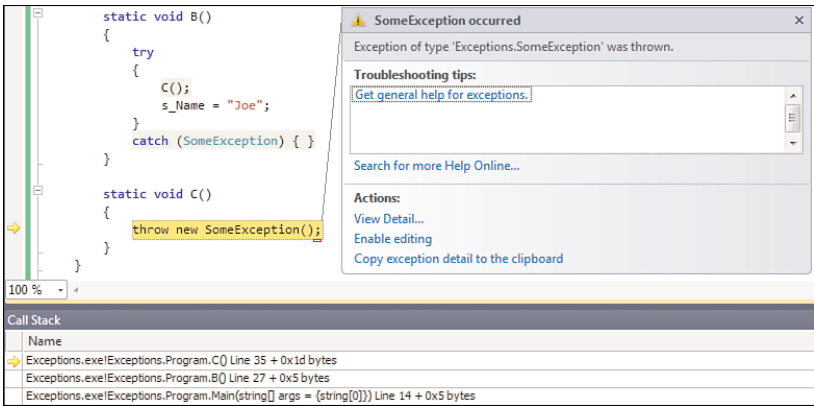 static void B()
{
try
{
C();
s_Name = "Joe";
}
catch (SomeException) { }
}
static void C()
{
throw new SomeException();
}
}
100 %
SomeException occurred
Exception of type 'Exceptions.SomeException' was thrown.
Troubleshooting tips:
Get general help for exceptions.
Search for more Help Online...
Actions:
View Detail...
Enable editing
Copy exception detail to the clipboard
Call Stack
Name
Exceptions.exe!Exceptions.Program.C() Line 35 + 0x1d bytes
Exceptions.exe!Exceptions.Program.B() Line 27 + 0x5 bytes
Exceptions.exe!Exceptions.Program.Main(string[] args = {string[0]}) Line 14 + 0x5 bytes